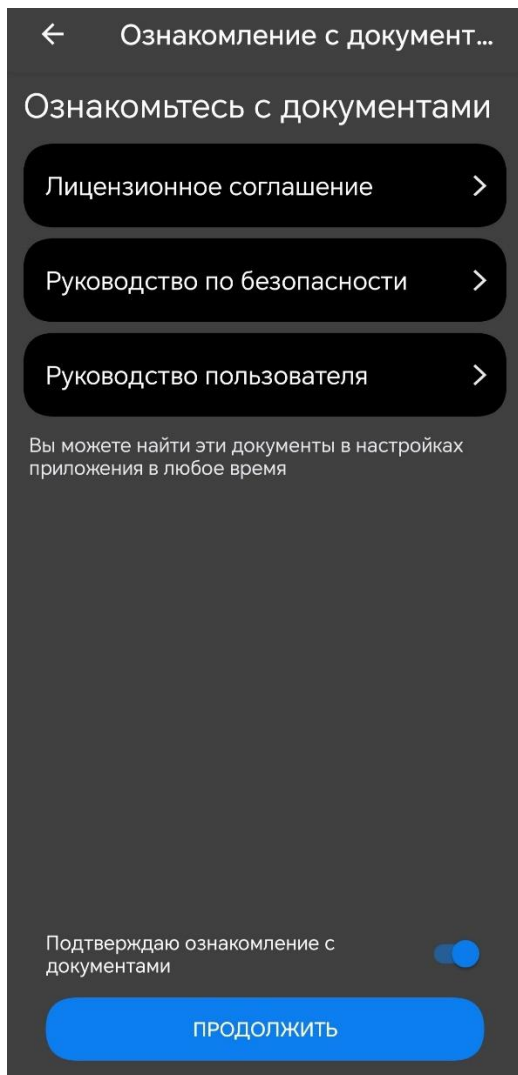 Ознакомление с документ...
Ознакомьтесь с документами
Лицензионное соглашение
Руководство по безопасности
Руководство пользователя
Вы можете найти эти документы в настройках
приложения в любое время
Подтверждаю ознакомление с
документами
ПРОДОЛЖИТЬ